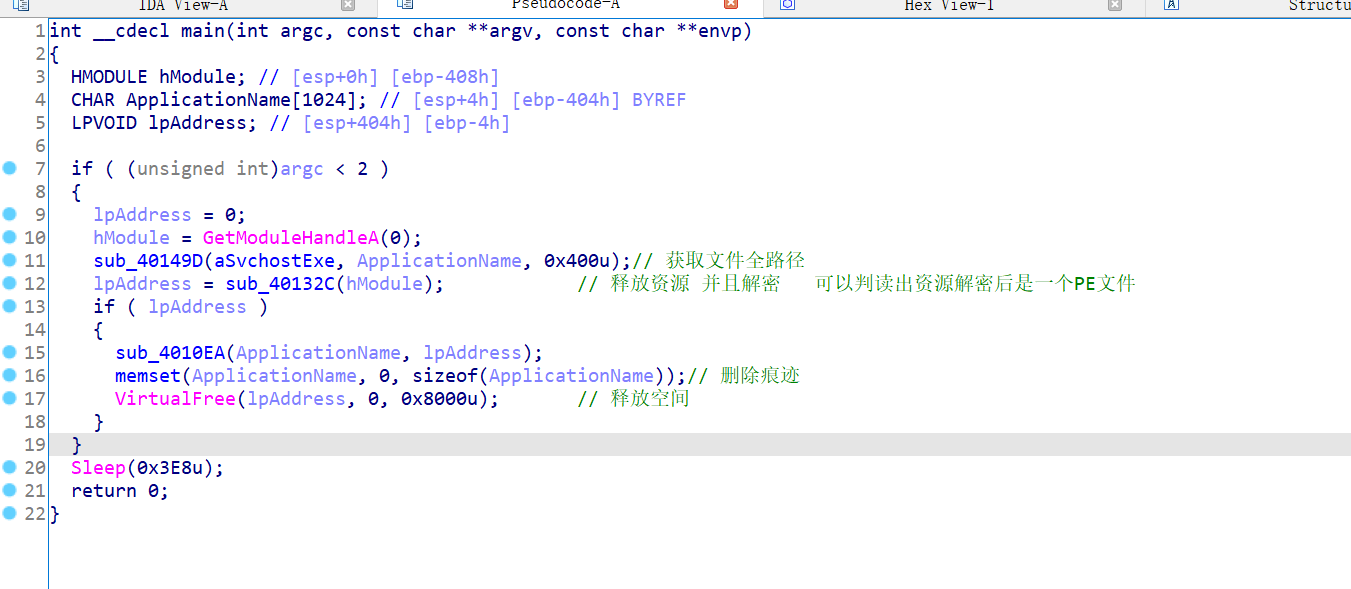 IDA View-A Pseudocode-A Hex View-1 Structu
1 int __cdecl main(int argc, const char **argv, const char **envp)
2 {
3 HMODULE hModule; // [esp+0h] [ebp-408h]
4 CHAR ApplicationName[1024]; // [esp+4h] [ebp-404h] BYREF
5 LPVOID lpAddress; // [esp+404h] [ebp-4h]
6
7 if ( (unsigned int)argc < 2 )
8 {
9 lpAddress = 0;
10 hModule = GetModuleHandleA(0);
11 sub_40149D(aSvchostExe, ApplicationName, 0x400u);// 获取文件全路径
12 lpAddress = sub_40132C(hModule); // 释放资源 并且解密 可以判读出资源解密后是一个PE文件
13 if ( lpAddress )
14 {
15 sub_4010EA(ApplicationName, lpAddress);
16 memset(ApplicationName, 0, sizeof(ApplicationName));// 删除痕迹
17 VirtualFree(lpAddress, 0, 0x8000u); // 释放空间
18 }
19 }
20 Sleep(0x3E8u);
21 return 0;
22 }